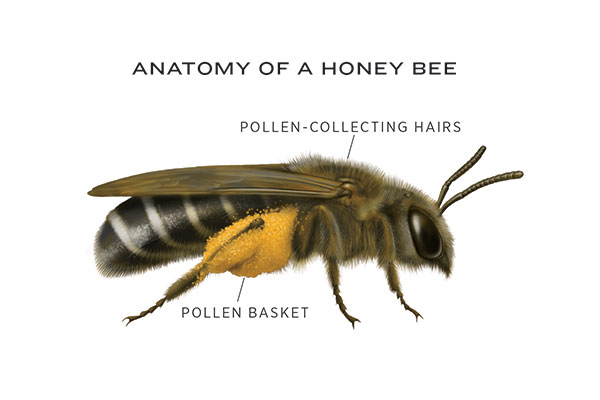 ANATOMY OF A HONEY BEE
POLLEN-COLLECTING HAIRS
POLLEN BASKET